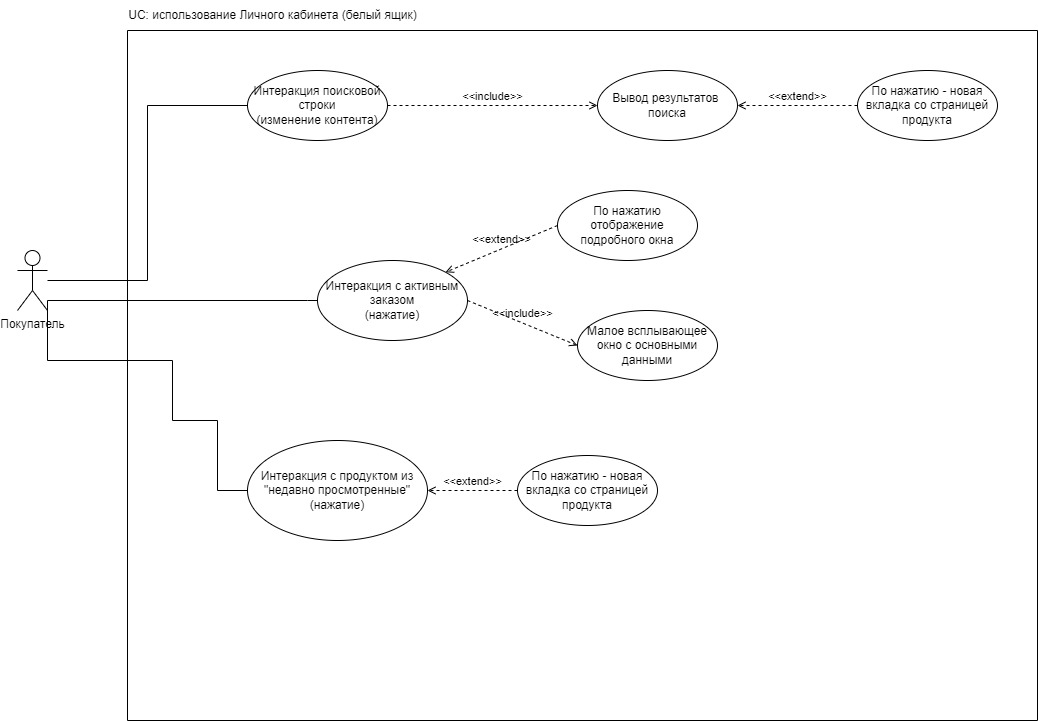 UC: использование Личного кабинета (белый ящик)
Интеракция поисковой
строки
(изменение контента)
<<include>>
Вывод результатов
поиска
<<extend>>
По нажатию - новая
вкладка со страницей
продукта
По нажатию
отображение
подробного окна
<<extend>>
Интеракция с активным
заказом
(нажатие)
<<include>>
Малое всплывающее
окно с основными
данными
Покупатель
Интеракция с продуктом из
"недавно просмотренные"
(нажатие)
<<extend>>
По нажатию - новая
вкладка со страницей
продукта